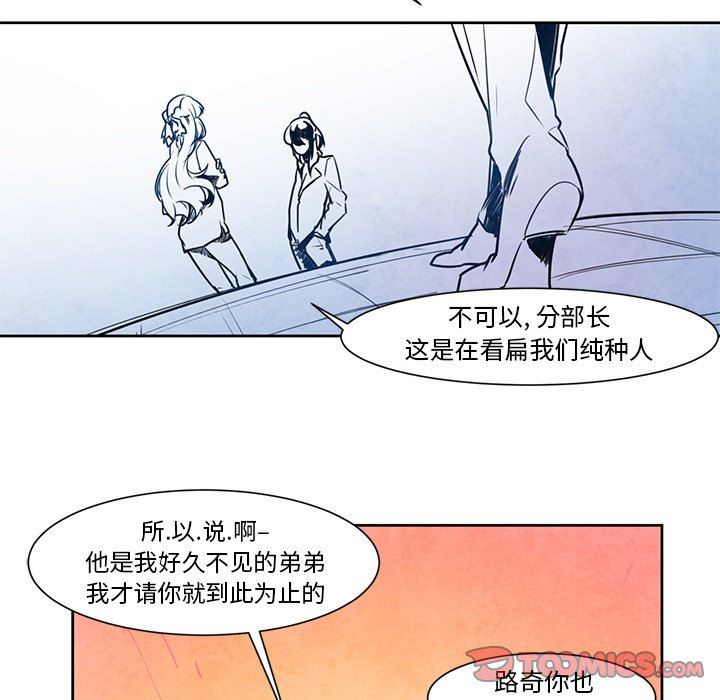 不可以, 分部长
这是在看扁我们纯种人
所.以.说.啊–
他是我好久不见的弟弟
我才请你就到此为止的
路奇你也
TOOMICS.COM